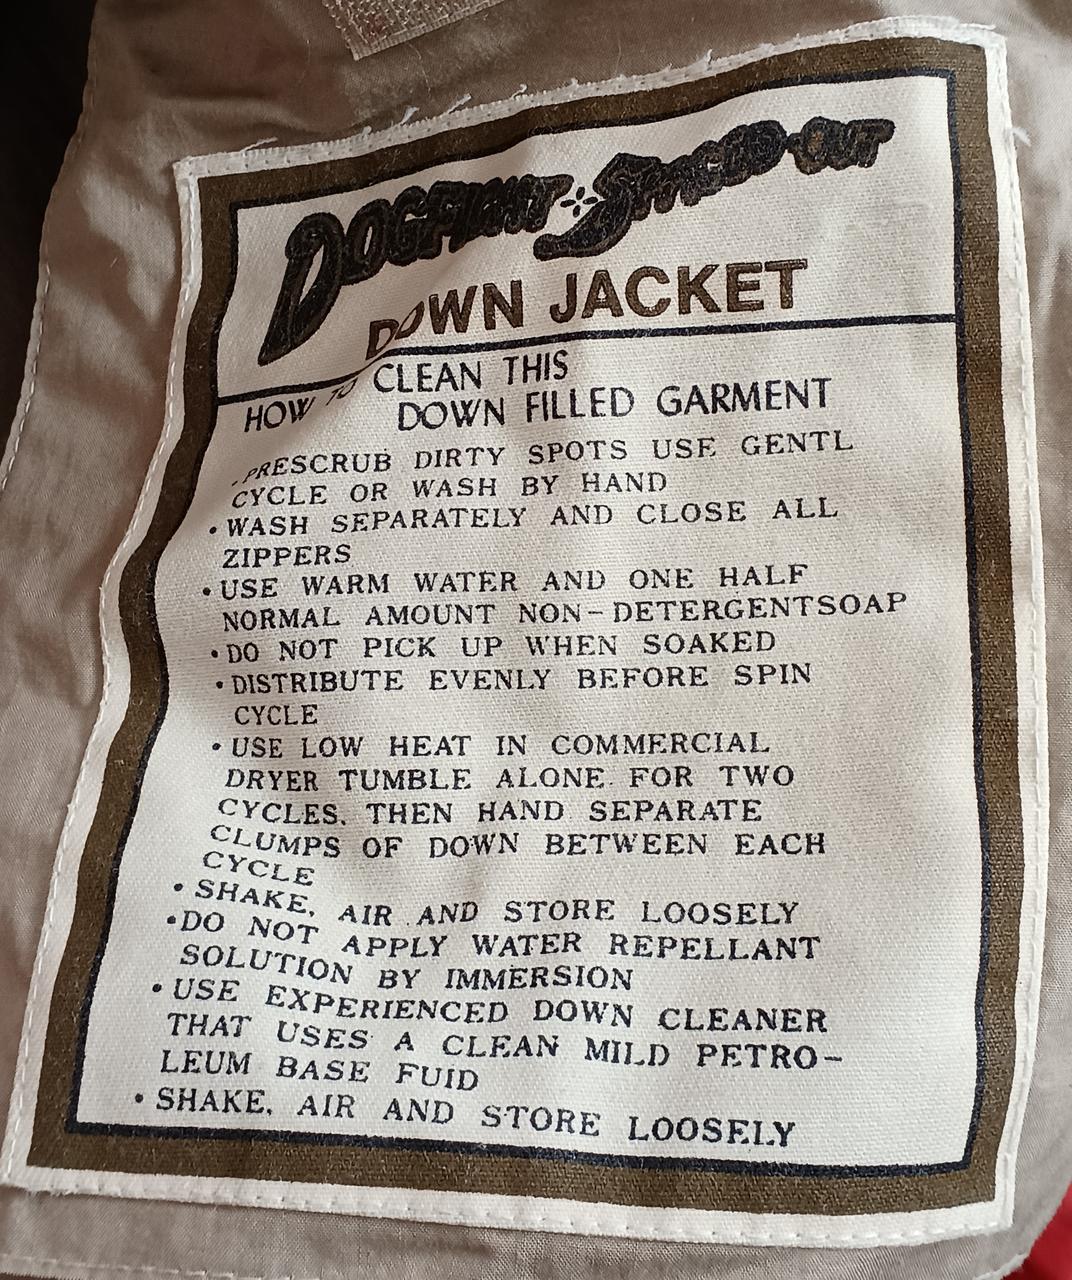 DOGFIGHT SPACED-OUT
DOWN JACKET
HOW TO CLEAN THIS
DOWN FILLED GARMENT
• PRESCRUB DIRTY SPOTS USE GENTL
CYCLE OR WASH BY HAND
• WASH SEPARATELY AND CLOSE ALL
ZIPPERS
• USE WARM WATER AND ONE HALF
NORMAL AMOUNT NON-DETERGENTSOAP
• DO NOT PICK UP WHEN SOAKED
• DISTRIBUTE EVENLY BEFORE SPIN
CYCLE
• USE LOW HEAT IN COMMERCIAL
DRYER TUMBLE ALONE FOR TWO
CYCLES. THEN HAND SEPARATE
CLUMPS OF DOWN BETWEEN EACH
CYCLE
• SHAKE. AIR AND STORE LOOSELY
• DO NOT APPLY WATER REPELLANT
SOLUTION BY IMMERSION
• USE EXPERIENCED DOWN CLEANER
THAT USES A CLEAN MILD PETRO-
LEUM BASE FUID
• SHAKE. AIR AND STORE LOOSELY